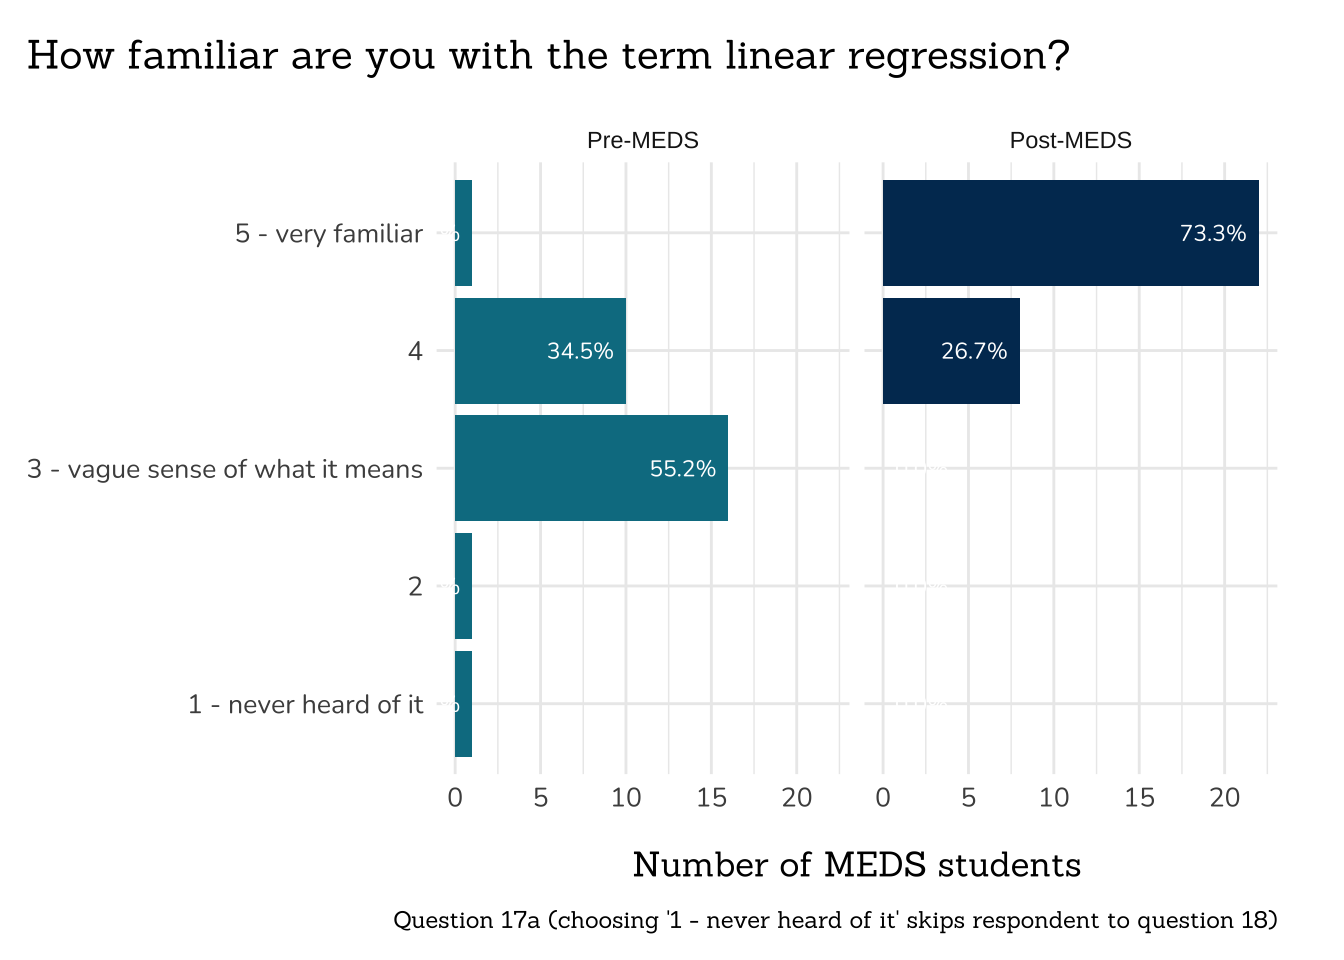 How familiar are you with the term linear regression?
Pre-MEDS Post-MEDS
5 - very familiar 73.3%
4 34.5% 26.7%
3 - vague sense of what it means 55.2%
2
1 - never heard of it
0 5 10 15 20 0 5 10 15 20
Number of MEDS students
Question 17a (choosing '1 - never heard of it' skips respondent to question 18)